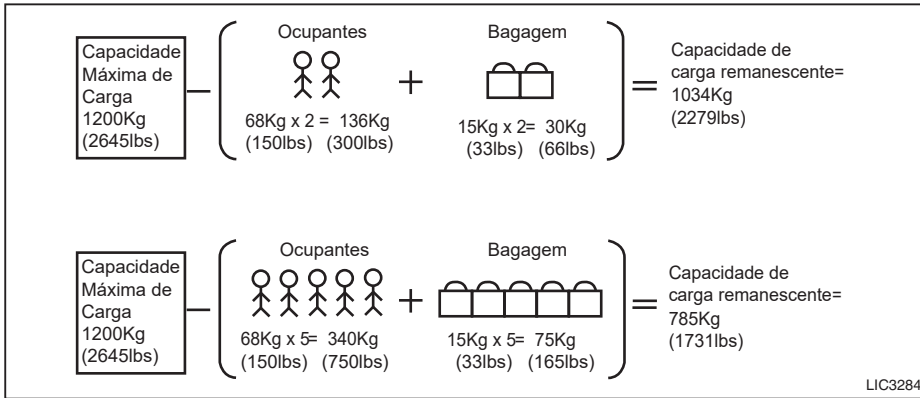 Capacidade
Máxima de
Carga
1200Kg
(2645lbs)
Ocupantes
68Kg x 2 = 136Kg
(150lbs) (300lbs)
+
Bagagem
15Kg x 2= 30Kg
(33lbs) (66lbs)
=
Capacidade de
carga remanescente=
1034Kg
(2279lbs)
Capacidade
Máxima de
Carga
1200Kg
(2645lbs)
Ocupantes
68Kg x 5= 340Kg
(150lbs) (750lbs)
+
Bagagem
15Kg x 5= 75Kg
(33lbs) (165lbs)
=
Capacidade de
carga remanescente=
785Kg
(1731lbs)
LIC3284